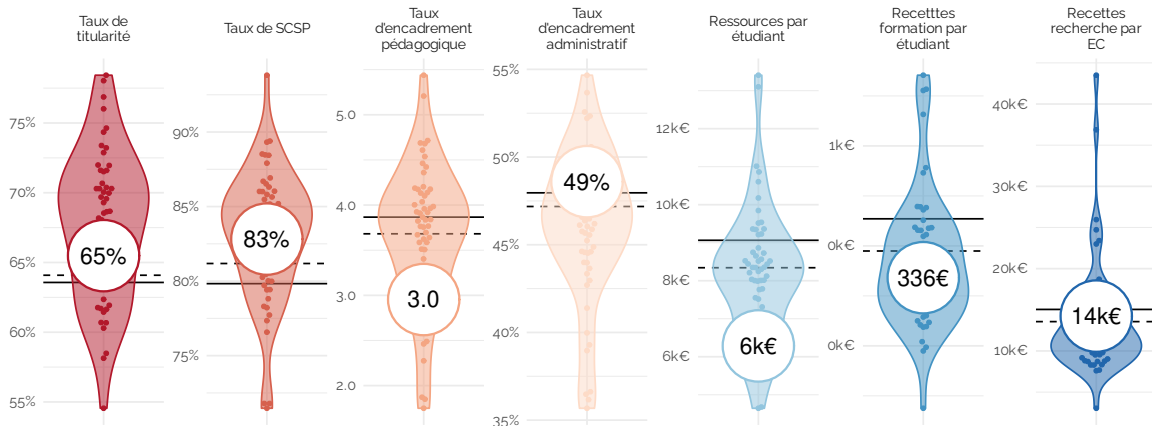 Taux de
titularité
Taux de SCSP
Taux
d'encadrement
pédagogique
Taux
d'encadrement
administratif
Ressources par
étudiant
Recetttes
formation par
étudiant
Recettes
recherche par
EC
75%
70%
65%
60%
55%
65%
90%
85%
80%
75%
83%
5.0
4.0
3.0
2.0
3.0
55%
50%
45%
40%
35%
49%
12k€
10k€
8k€
6k€
6k€
1k€
0k€
0k€
336€
40k€
30k€
20k€
10k€
14k€